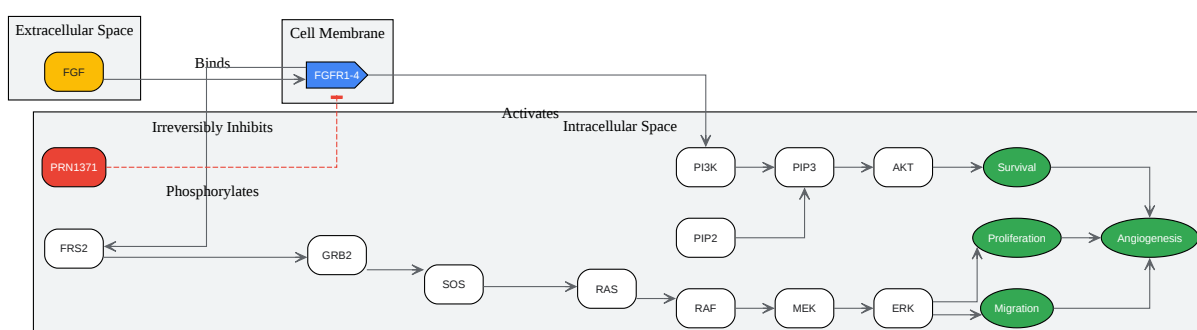 Extracellular Space
Cell Membrane
FGF
Binds
FGFR1-4
Activates
Irreversibly Inhibits
Intracellular Space
PRN1371
PI3K
PIP3
AKT
Survival
Phosphorylates
FRS2
GRB2
PIP2
Proliferation
Angiogenesis
SOS
RAS
RAF
MEK
ERK
Migration